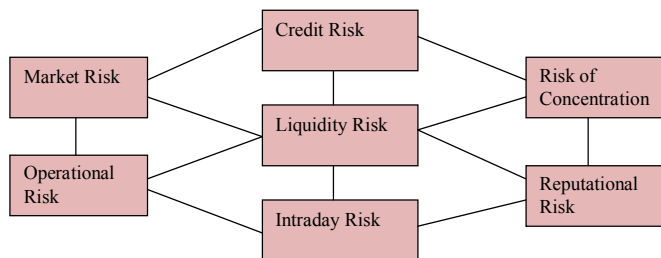 Credit Risk
Market Risk
Risk of
Concentration
Liquidity Risk
Operational
Risk
Reputational
Risk
Intraday Risk